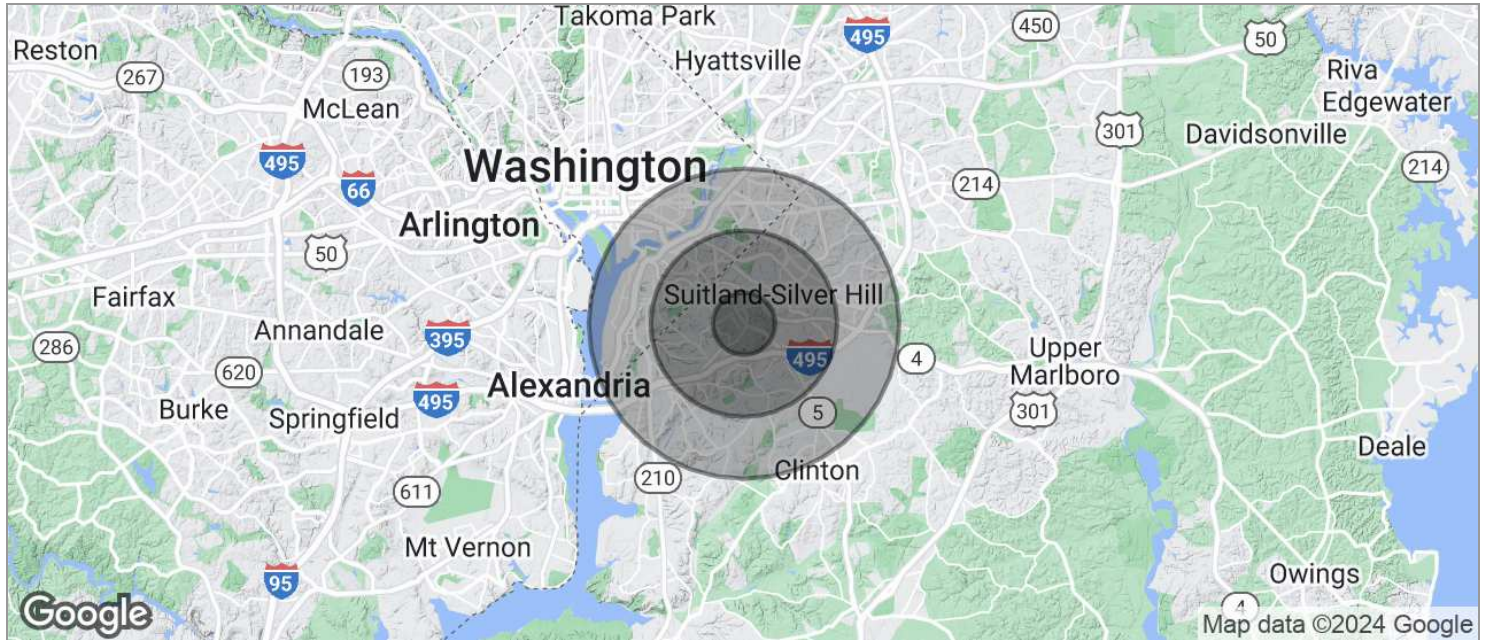 Takoma Park
450
495
50
Reston
267
193
Hyattsville
Riva
McLean
Edgewater
301
Davidsonville
495
66
Washington
214
214
Arlington
50
Fairfax
Suitland-Silver Hill
Annandale
395
495
4
286
620
Upper
Marlboro
Alexandria
495
Burke
Springfield
5
301
Deale
210
Clinton
611
Mt Vernon
95
Owings
4
Google
Map data ©2024 Google